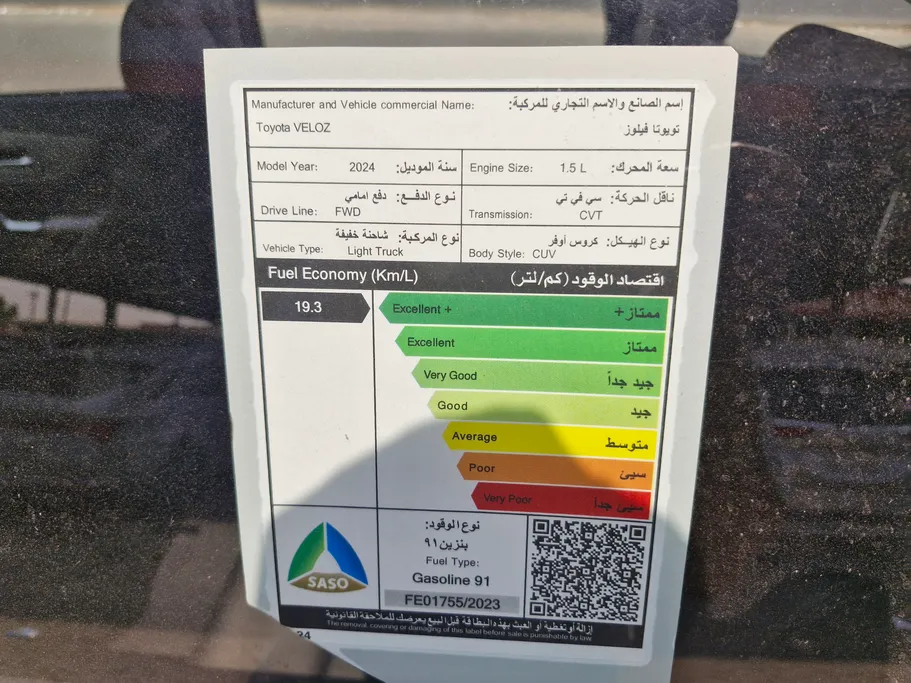 Manufacturer and Vehicle commercial Name: إسم الصانع والاسم التجاري للمركبة:
Toyota VELOZ تويوتا فيلوز
Model Year: 2024 سنة الموديل:
Engine Size: 1.5 L سعة المحرك:
نوع الدفع: دفع امامي
Drive Line: FWD
ناقل الحركة: سي في تي
Transmission: CVT
نوع المركبة: شاحنة خفيفة
Vehicle Type: Light Truck
نوع الهيكل: كروس أوفر
Body Style: CUV
Fuel Economy (Km/L) اقتصاد الوقود (كم/لتر)
19.3
Excellent + ممتاز+
Excellent ممتاز
Very Good جيد جداً
Good جيد
Average متوسط
Poor سيئ
Very Poor سيئ جداً
SASO
نوع الوقود:
بنزين ٩١
Fuel Type:
Gasoline 91
FE01755/2023
إزالة أو تغطية أو العبث بهذه البطاقة قبل البيع يعرضك للملاحقة القانونية
The removal, covering or damaging of this label before sale is punishable by law
24